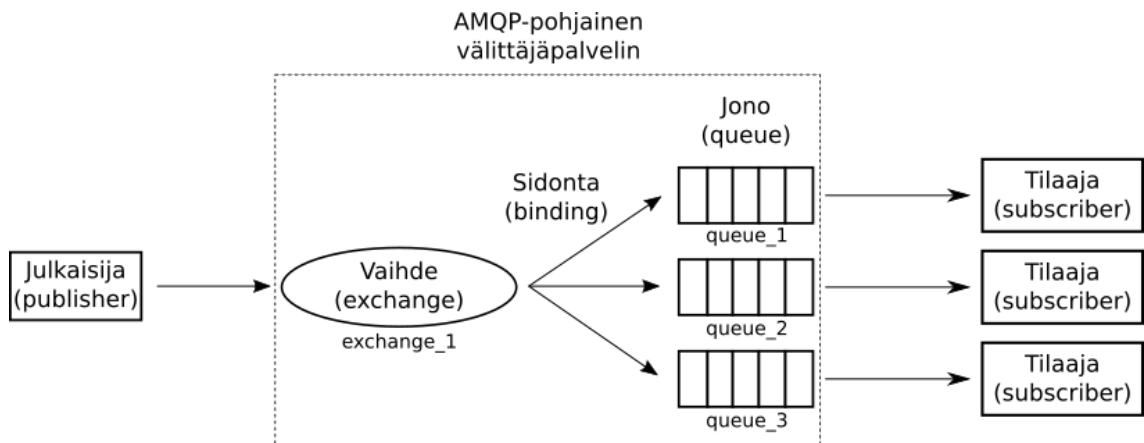 AMQP-pohjainen
välittäjäpalvelin
Julkaisija
(publisher)
Vaihde
(exchange)
exchange_1
Sidonta
(binding)
Jono
(queue)
queue_1
queue_2
queue_3
Tilaaja
(subscriber)
Tilaaja
(subscriber)
Tilaaja
(subscriber)